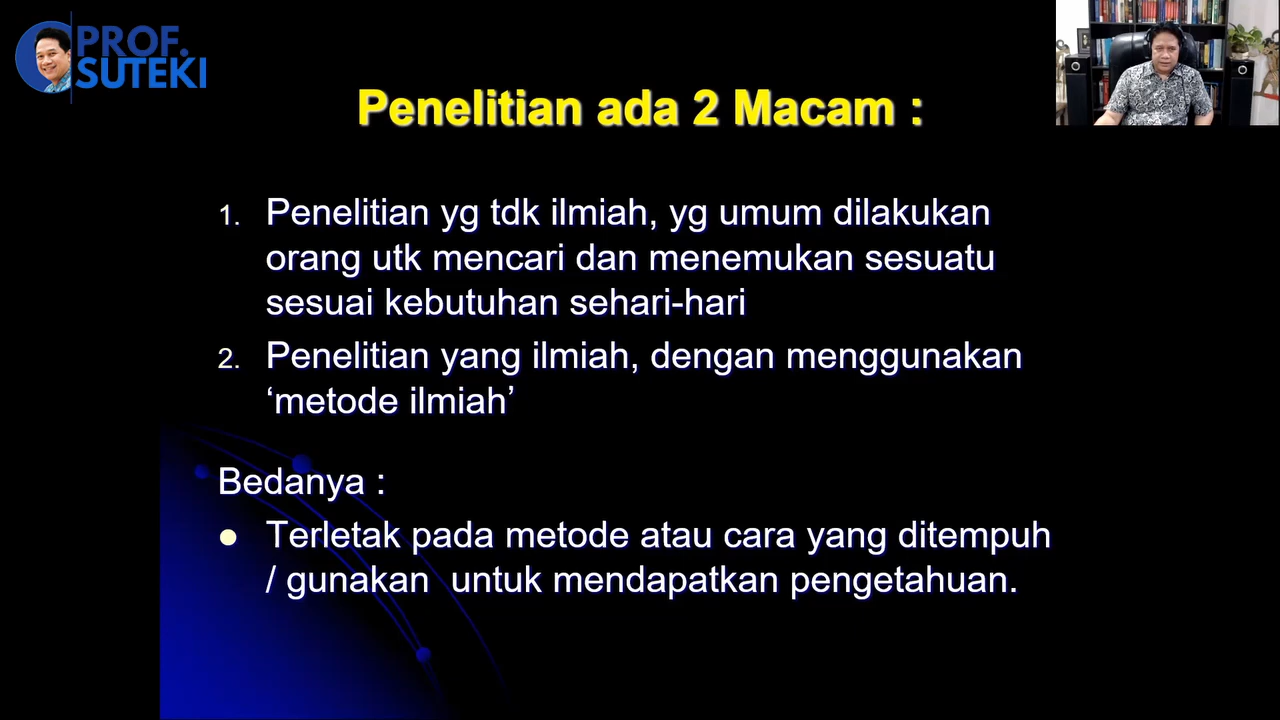 PROF.
SUTEKI
Penelitian ada 2 Macam :
1. Penelitian yg tdk ilmiah, yg umum dilakukan
orang utk mencari dan menemukan sesuatu
sesuai kebutuhan sehari-hari
2. Penelitian yang ilmiah, dengan menggunakan
‘metode ilmiah’
Bedanya :
● Terletak pada metode atau cara yang ditempuh
/ gunakan  untuk mendapatkan pengetahuan.